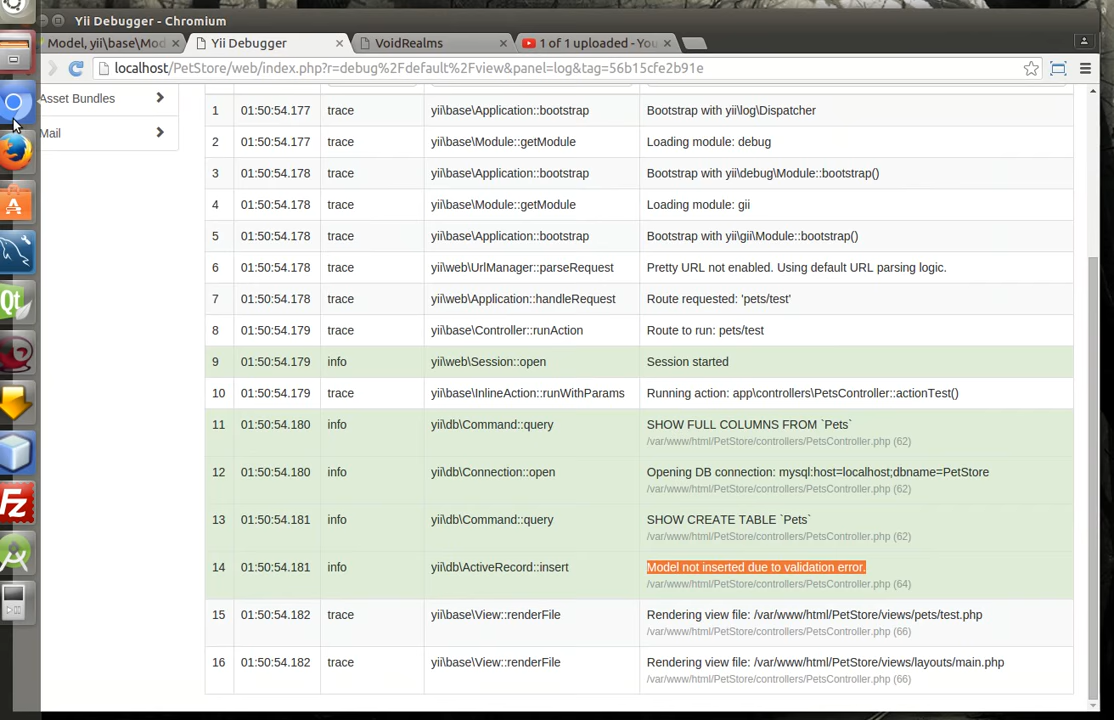 Yii Debugger - Chromium
Model, yii\base\Mod
Yii Debugger
VoidRealms
1 of 1 uploaded - You
localhost/PetStore/web/index.php?r=debug%2Fdefault%2Fview&panel=log&tag=56b15cfe2b91e
Asset Bundles
Mail
1 01:50:54.177 trace yii\base\Application::bootstrap Bootstrap with yii\log\Dispatcher
2 01:50:54.177 trace yii\base\Module::getModule Loading module: debug
3 01:50:54.178 trace yii\base\Application::bootstrap Bootstrap with yii\debug\Module::bootstrap()
4 01:50:54.178 trace yii\base\Module::getModule Loading module: gii
5 01:50:54.178 trace yii\base\Application::bootstrap Bootstrap with yii\gii\Module::bootstrap()
6 01:50:54.178 trace yii\web\UrlManager::parseRequest Pretty URL not enabled. Using default URL parsing logic.
7 01:50:54.178 trace yii\web\Application::handleRequest Route requested: 'pets/test'
8 01:50:54.179 trace yii\base\Controller::runAction Route to run: pets/test
9 01:50:54.179 info yii\web\Session::open Session started
10 01:50:54.179 trace yii\base\InlineAction::runWithParams Running action: app\controllers\PetsController::actionTest()
11 01:50:54.180 info yii\db\Command::query SHOW FULL COLUMNS FROM `Pets`
/var/www/html/PetStore/controllers/PetsController.php (62)
12 01:50:54.180 info yii\db\Connection::open Opening DB connection: mysql:host=localhost;dbname=PetStore
/var/www/html/PetStore/controllers/PetsController.php (62)
13 01:50:54.181 info yii\db\Command::query SHOW CREATE TABLE `Pets`
/var/www/html/PetStore/controllers/PetsController.php (62)
14 01:50:54.181 info yii\db\ActiveRecord::insert Model not inserted due to validation error.
/var/www/html/PetStore/controllers/PetsController.php (64)
15 01:50:54.182 trace yii\base\View::renderFile Rendering view file: /var/www/html/PetStore/views/pets/test.php
/var/www/html/PetStore/controllers/PetsController.php (66)
16 01:50:54.182 trace yii\base\View::renderFile Rendering view file: /var/www/html/PetStore/views/layouts/main.php
/var/www/html/PetStore/controllers/PetsController.php (66)
Qt
Fz